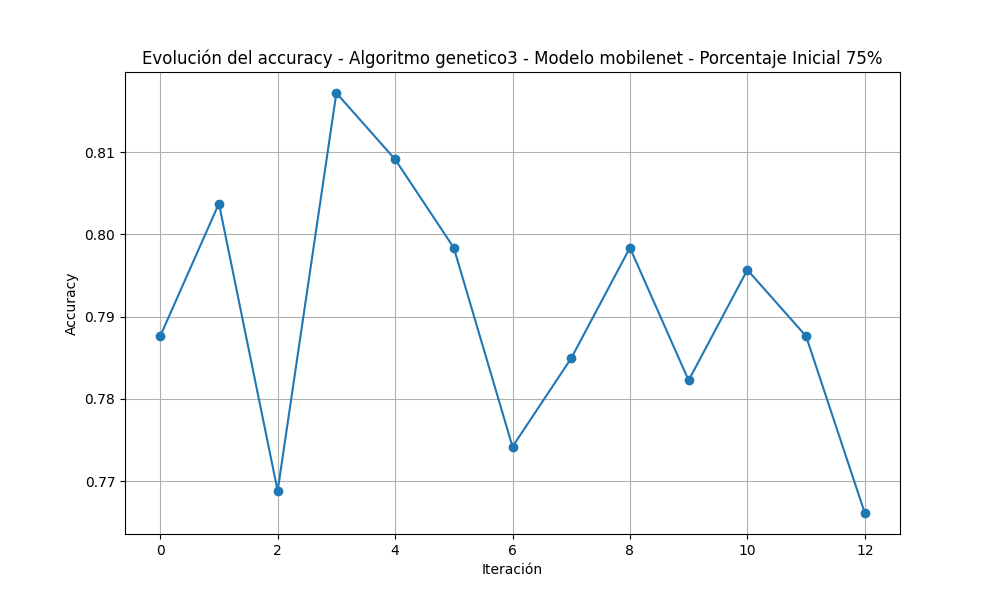 Evolución del accuracy - Algoritmo genetico3 - Modelo mobilenet - Porcentaje Inicial 75%
Accuracy
0.81
0.80
0.79
0.78
0.77
0 2 4 6 8 10 12
Iteración